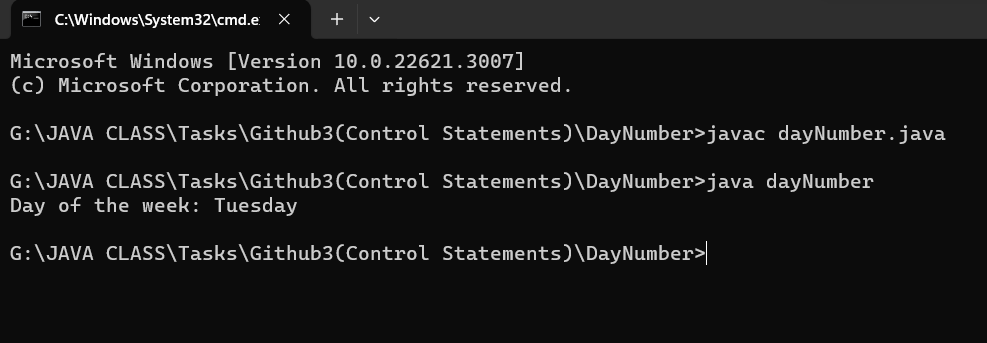 C:\Windows\System32\cmd.e
Microsoft Windows [Version 10.0.22621.3007]
(c) Microsoft Corporation. All rights reserved.
G:\JAVA CLASS\Tasks\Github3(Control Statements)\DayNumber>javac dayNumber.java
G:\JAVA CLASS\Tasks\Github3(Control Statements)\DayNumber>java dayNumber
Day of the week: Tuesday
G:\JAVA CLASS\Tasks\Github3(Control Statements)\DayNumber>